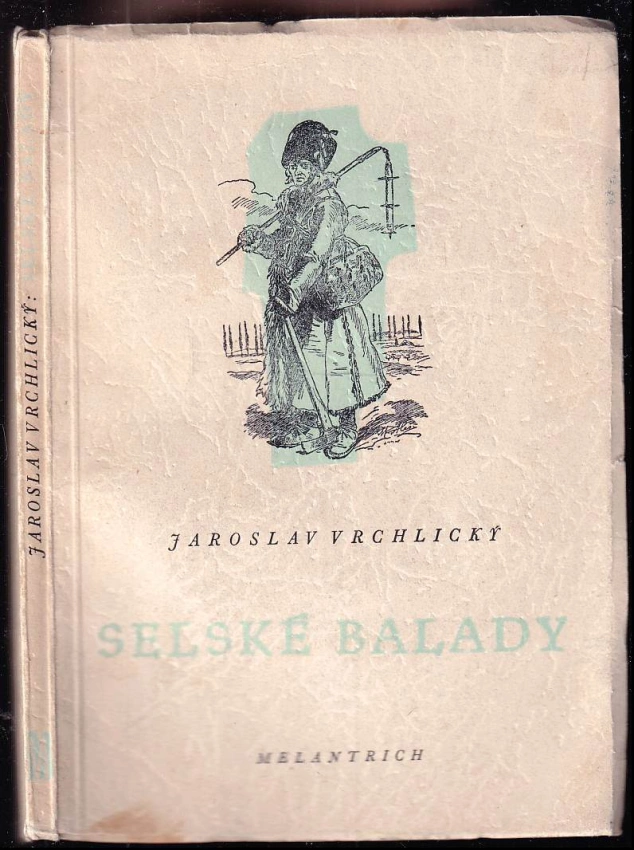 JAROSLAV VRCHLICKÝ:
JAROSLAV VRCHLICKÝ
SELSKÉ BALADY
MELANTRICH